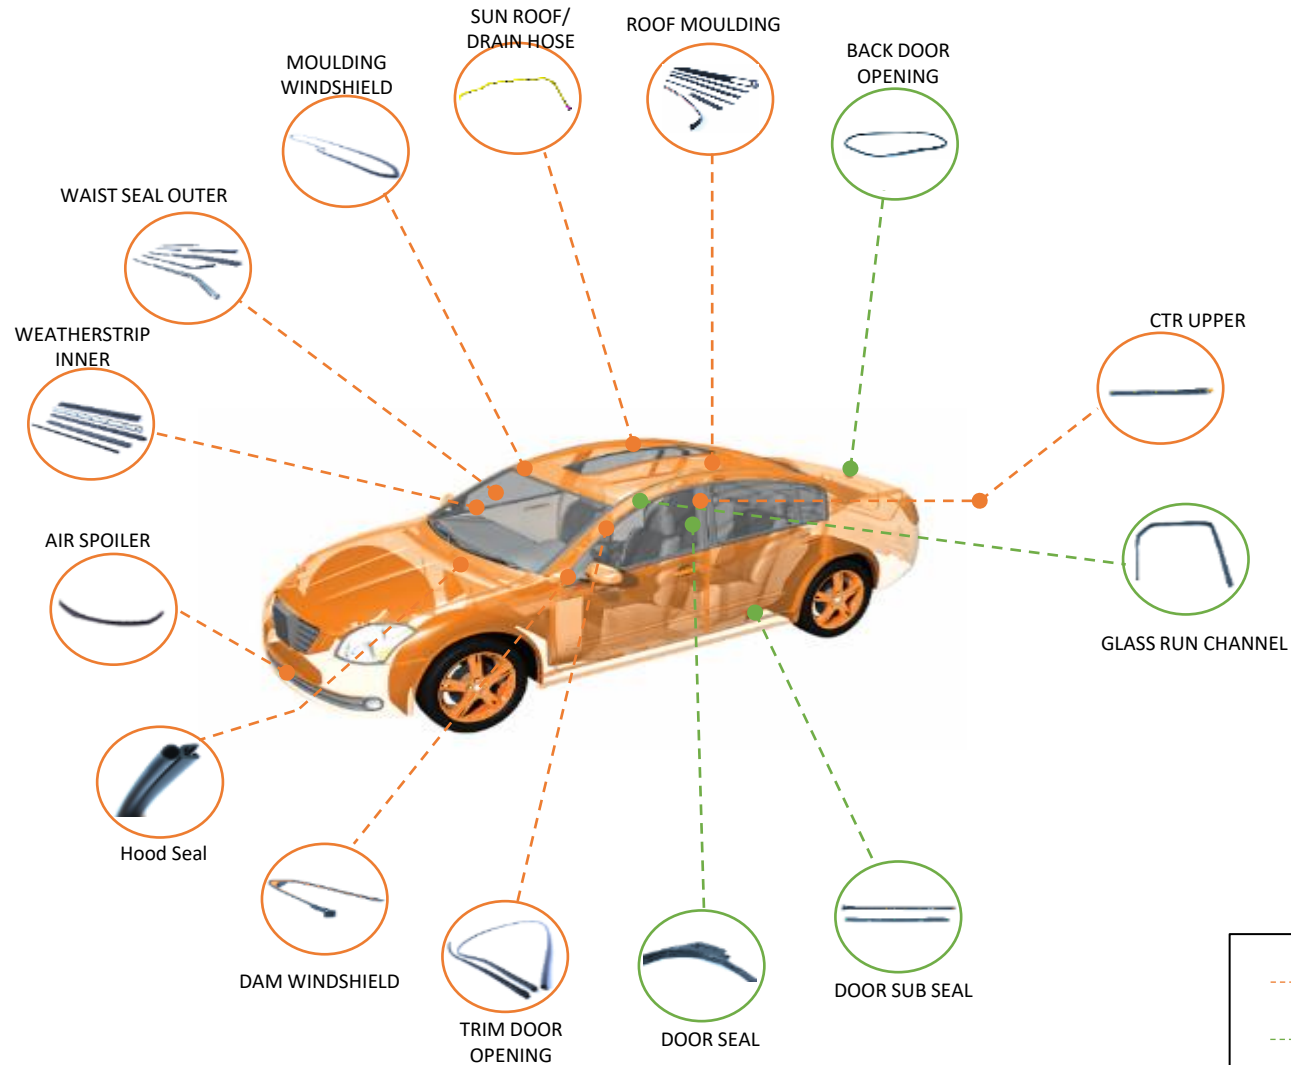 SUN ROOF/
DRAIN HOSE
ROOF MOULDING
MOULDING
WINDSHIELD
BACK DOOR
OPENING
WAIST SEAL OUTER
WEATHERSTRIP
INNER
CTR UPPER
AIR SPOILER
GLASS RUN CHANNEL
Hood Seal
DAM WINDSHIELD
TRIM DOOR
OPENING
DOOR SEAL
DOOR SUB SEAL